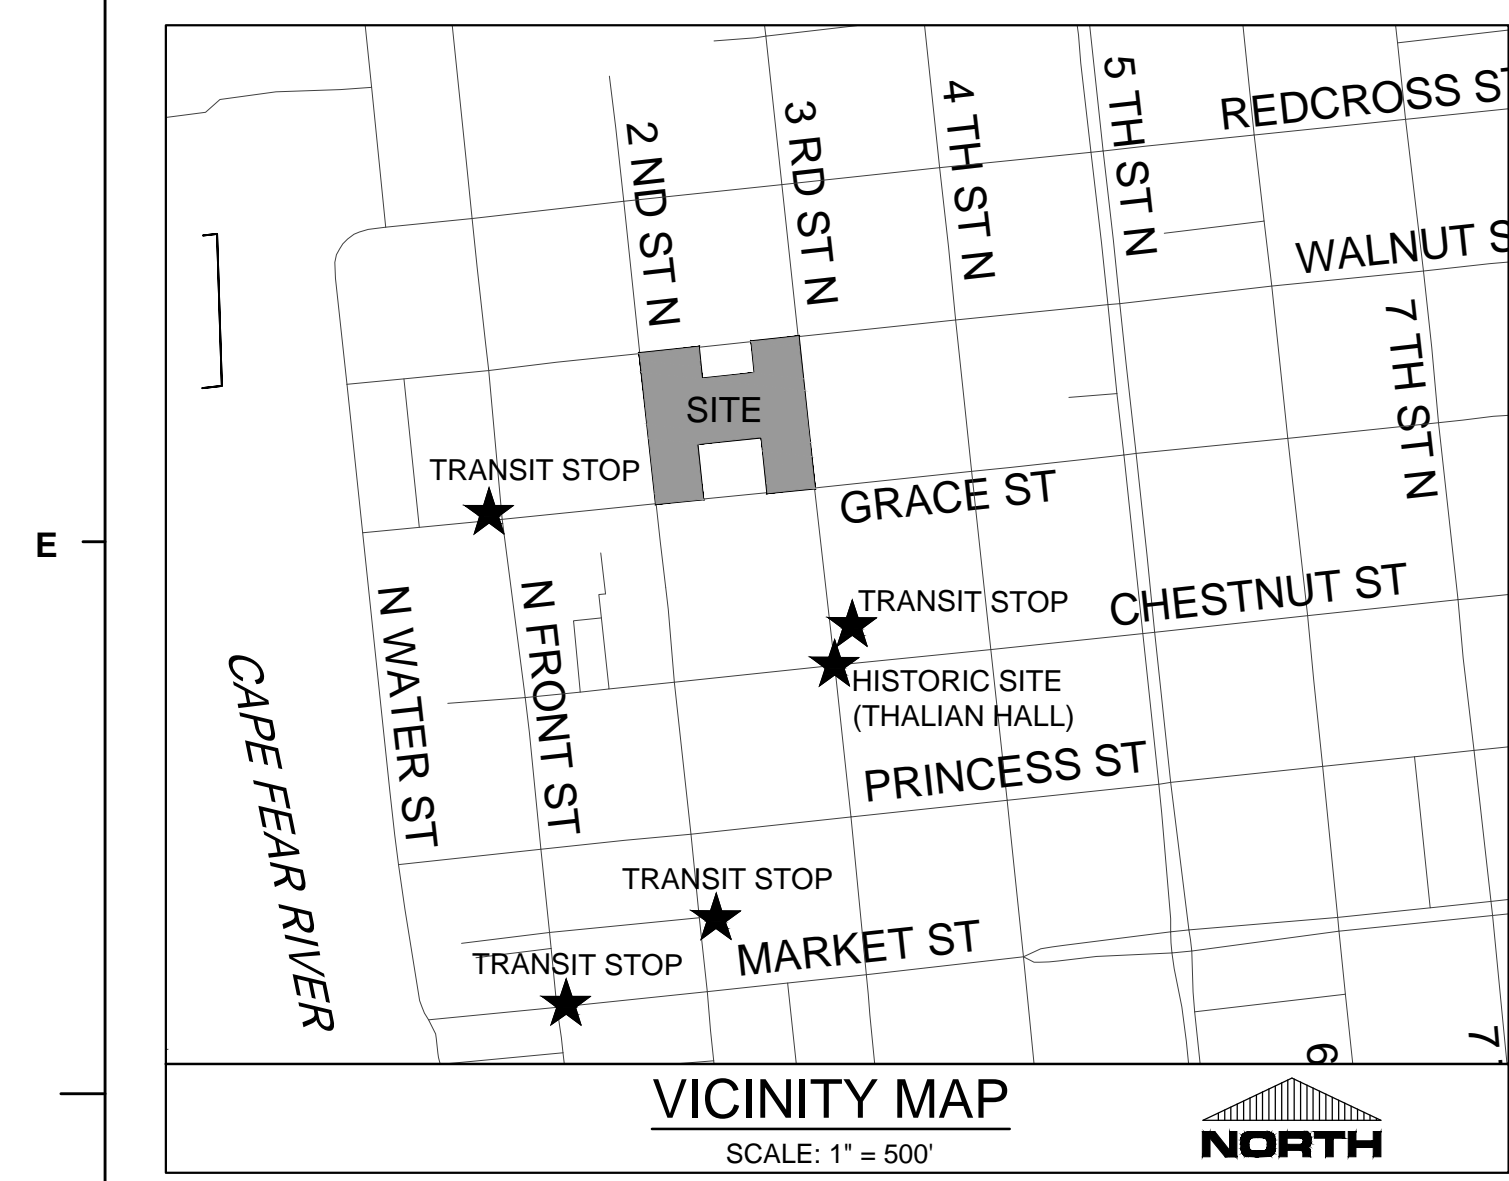 5 TH ST N
REDCROSS ST
4 TH ST N
3 RD ST N
2 ND ST N
WALNUT S
7 TH ST N
SITE
TRANSIT STOP
GRACE ST
E
N WATER ST
N FRONT ST
TRANSIT STOP
CHESTNUT ST
HISTORIC SITE
(THALIAN HALL)
CAPE FEAR RIVER
PRINCESS ST
TRANSIT STOP
MARKET ST
TRANSIT STOP
6
7
VICINITY MAP
SCALE: 1" = 500'
NORTH